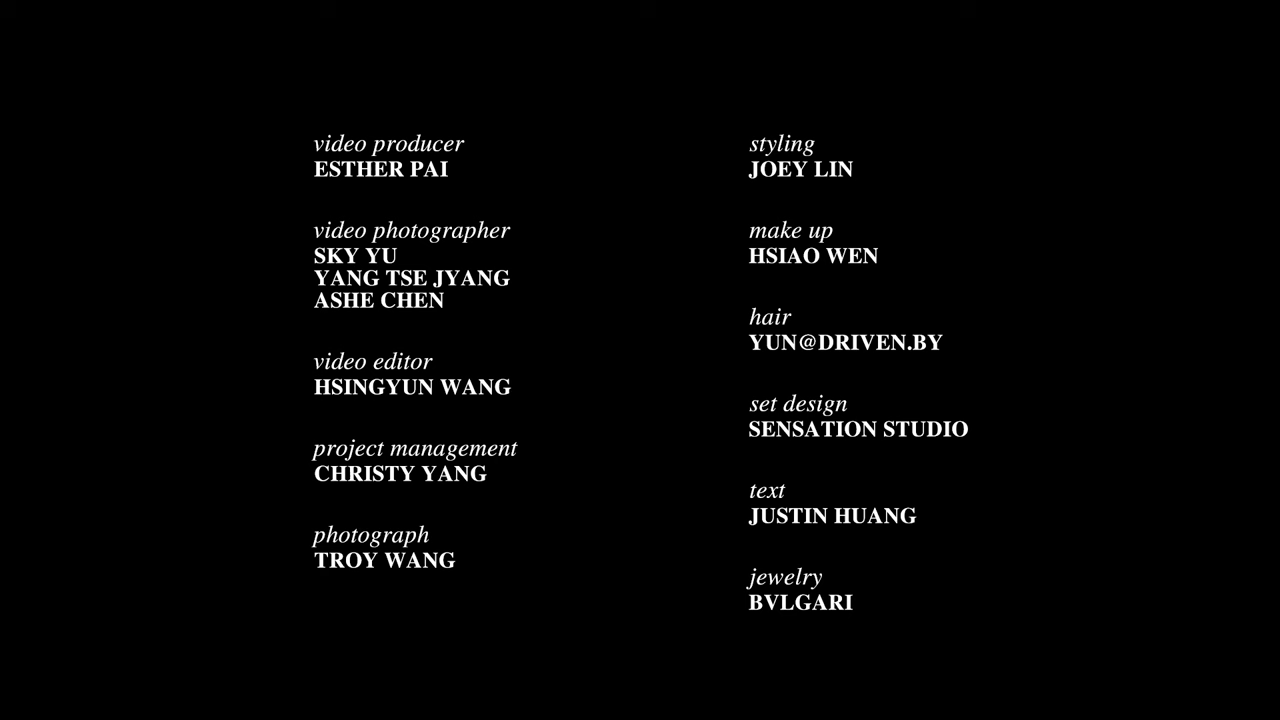 video producer
ESTHER PAI
video photographer
SKY YU
YANG TSE JYANG
ASHE CHEN
video editor
HSINGYUN WANG
project management
CHRISTY YANG
photograph
TROY WANG
styling
JOEY LIN
make up
HSIAO WEN
hair
YUN@DRIVEN.BY
set design
SENSATION STUDIO
text
JUSTIN HUANG
jewelry
BVLGARI